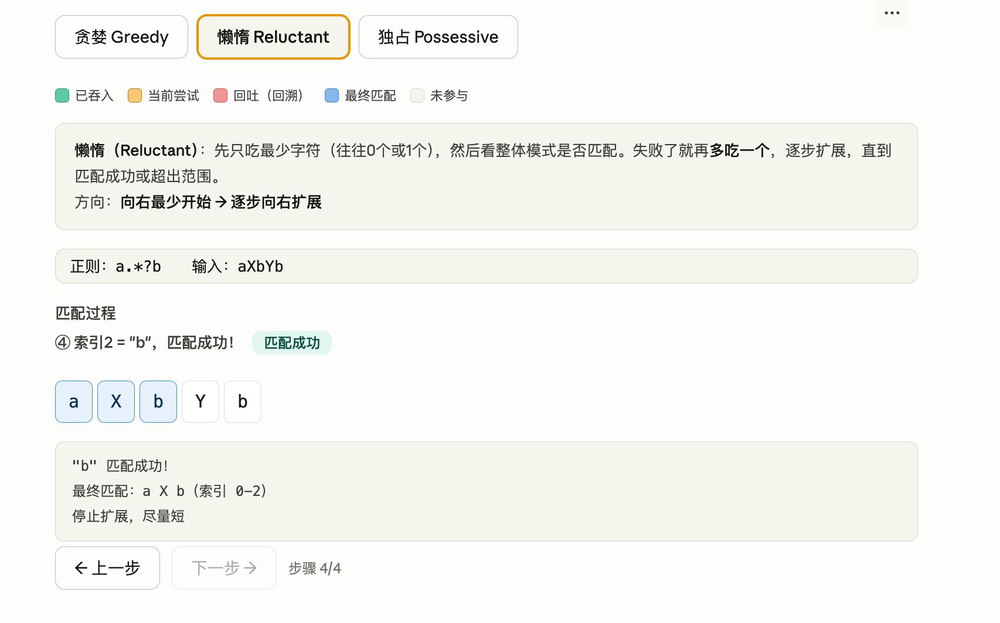 •••
贪婪 Greedy 懒惰 Reluctant 独占 Possessive
已吞入 当前尝试 回吐（回溯） 最终匹配 未参与
懒惰（Reluctant）：先只吃最少字符（往往0个或1个），然后看整体模式是否匹配。失败了就再多吃一个，逐步扩展，直到
匹配成功或超出范围。
方向：向右最少开始 → 逐步向右扩展
正则：a.*?b 输入：aXbYb
匹配过程
④ 索引2 = "b"，匹配成功！ 匹配成功
a X b Y b
"b" 匹配成功！
最终匹配：a X b（索引 0–2）
停止扩展，尽量短
← 上一步 下一步 → 步骤 4/4